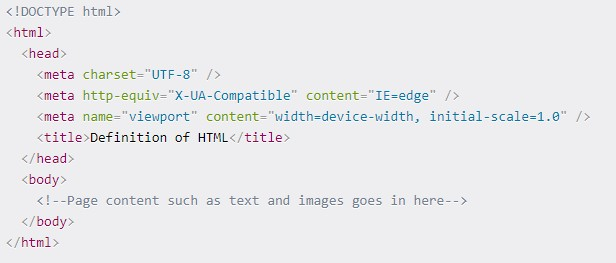 <!DOCTYPE html>
<html>
  <head>
    <meta charset="UTF-8" />
    <meta http-equiv="X-UA-Compatible" content="IE=edge" />
    <meta name="viewport" content="width=device-width, initial-scale=1.0" />
    <title>Definition of HTML</title>
  </head>
  <body>
    <!--Page content such as text and images goes in here-->
  </body>
</html>